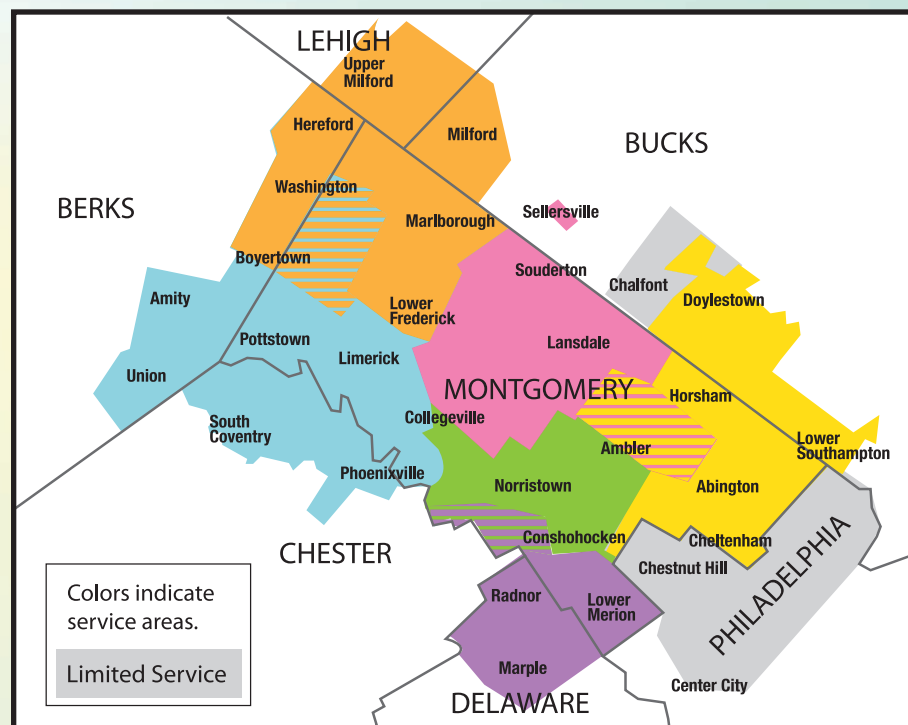 LEHIGH
Upper
Milford
Hereford
Milford
BUCKS
Washington
BERKS
Marlborough
Sellersville
Boyertown
Souderton
Chalfont
Doylestown
Amity
Lower
Frederick
Pottstown
Limerick
Lansdale
Union
MONTGOMERY
Horsham
Collegeville
South
Coventry
Ambler
Lower
Southampton
Phoenixville
Norristown
Abington
Conshohocken
Cheltenham
CHESTER
Chestnut Hill
PHILADELPHIA
Radnor
Lower
Merion
Marple
Center City
DELAWARE
Colors indicate
service areas.
Limited Service